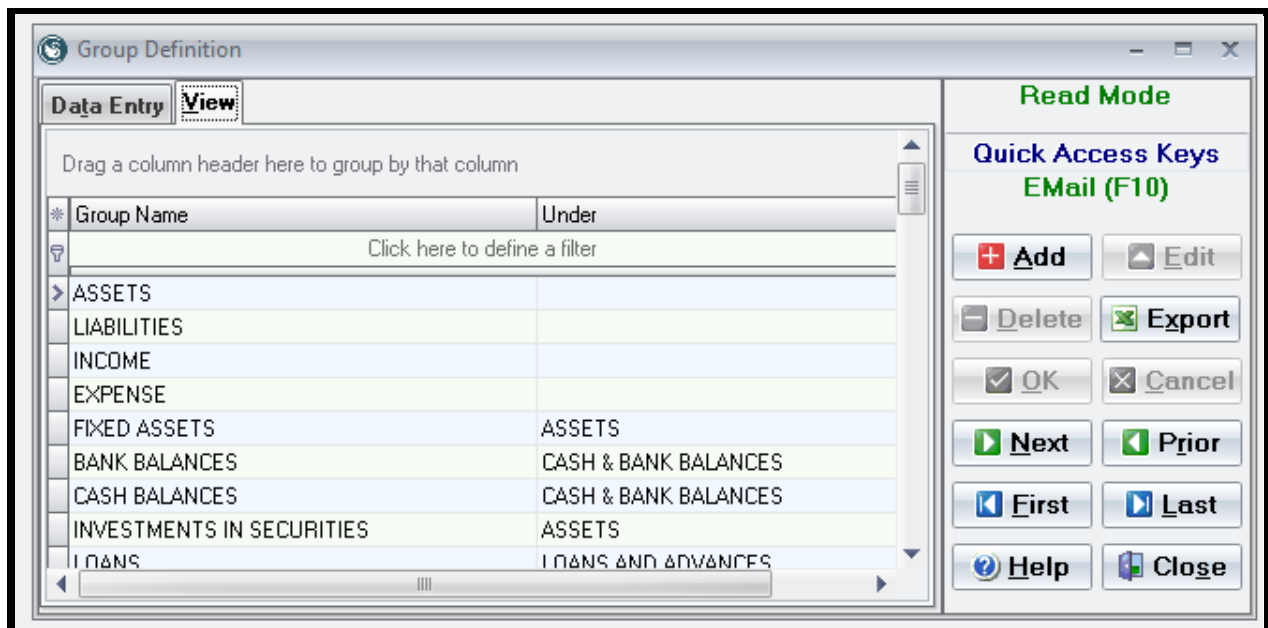 Group Definition
Data Entry View
Drag a column header here to group by that column
Group Name Under
Click here to define a filter
ASSETS
LIABILITIES
INCOME
EXPENSE
FIXED ASSETS ASSETS
BANK BALANCES CASH & BANK BALANCES
CASH BALANCES CASH & BANK BALANCES
INVESTMENTS IN SECURITIES ASSETS
LOANS LOANS AND ADVANCES
Read Mode
Quick Access Keys
EMail (F10)
Add Edit
Delete Export
OK Cancel
Next Prior
First Last
Help Close